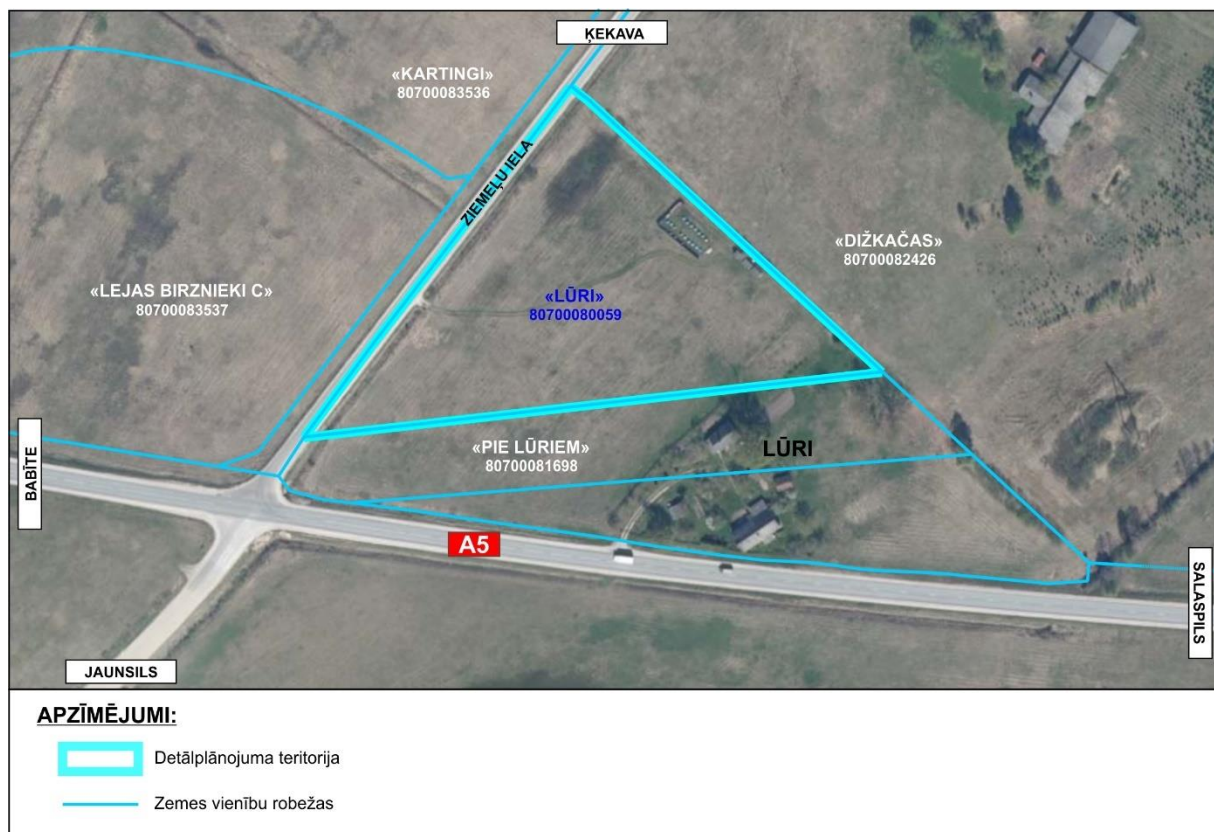 ĶEKAVA
«KARTINGI»
80700083536
ZIEMEĻU IELA
«DIŽKAČAS»
80700082426
«LEJAS BIRZNIEKI C»
80700083537
«LŪRI»
80700080059
BABĪTE
«PIE LŪRIEM»
80700081698
LŪRI
A5
SALASPILS
JAUNSILS
APZĪMĒJUMI:
Detālplānojuma teritorija
Zemes vienību robežas